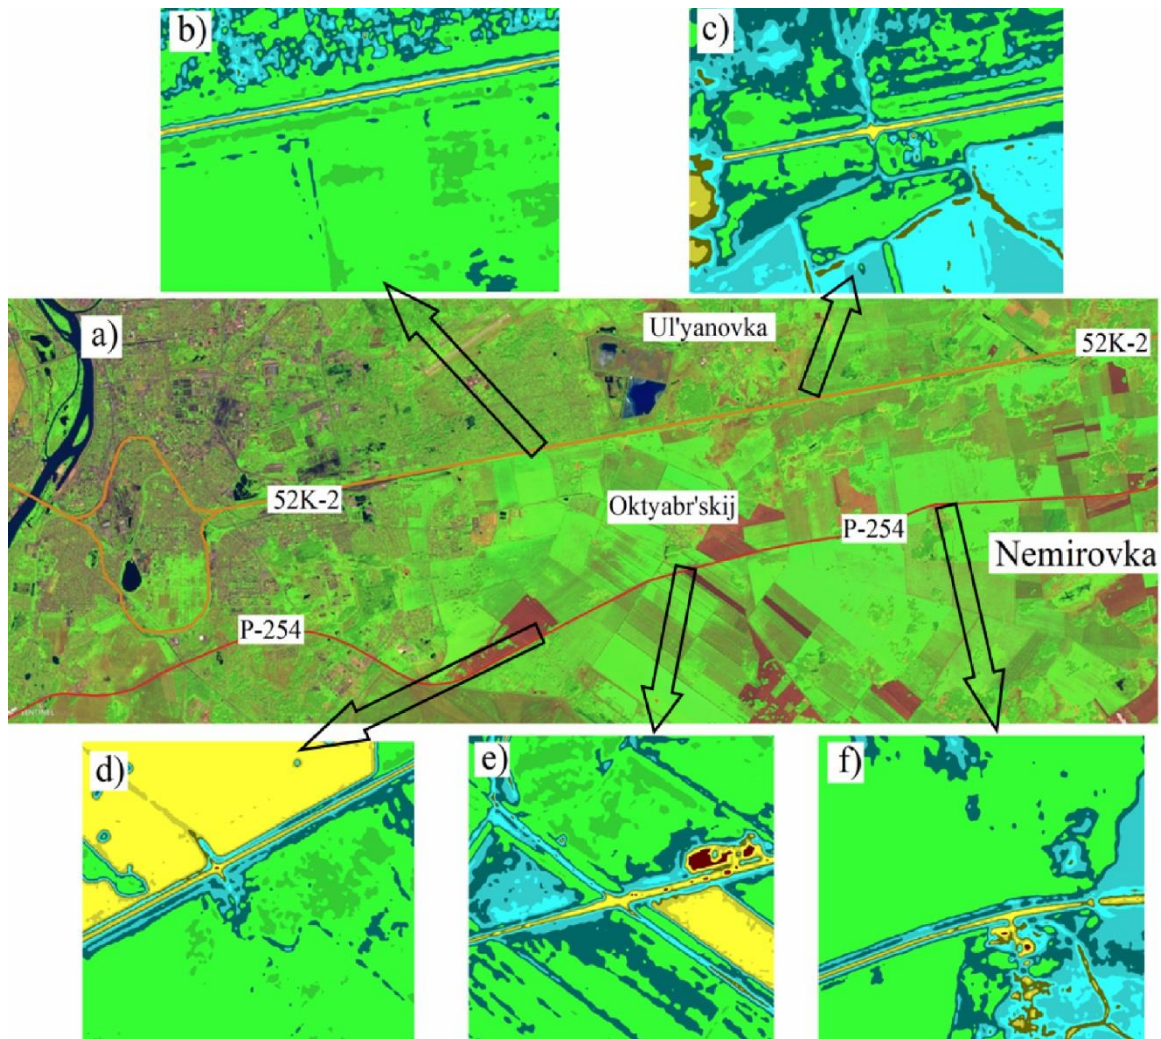 b)
c)
a)
Ul'yanovka
52K-2
52K-2
Oktyabr'skij
P-254
Nemirovka
P-254
SENTINEL
d)
e)
f)